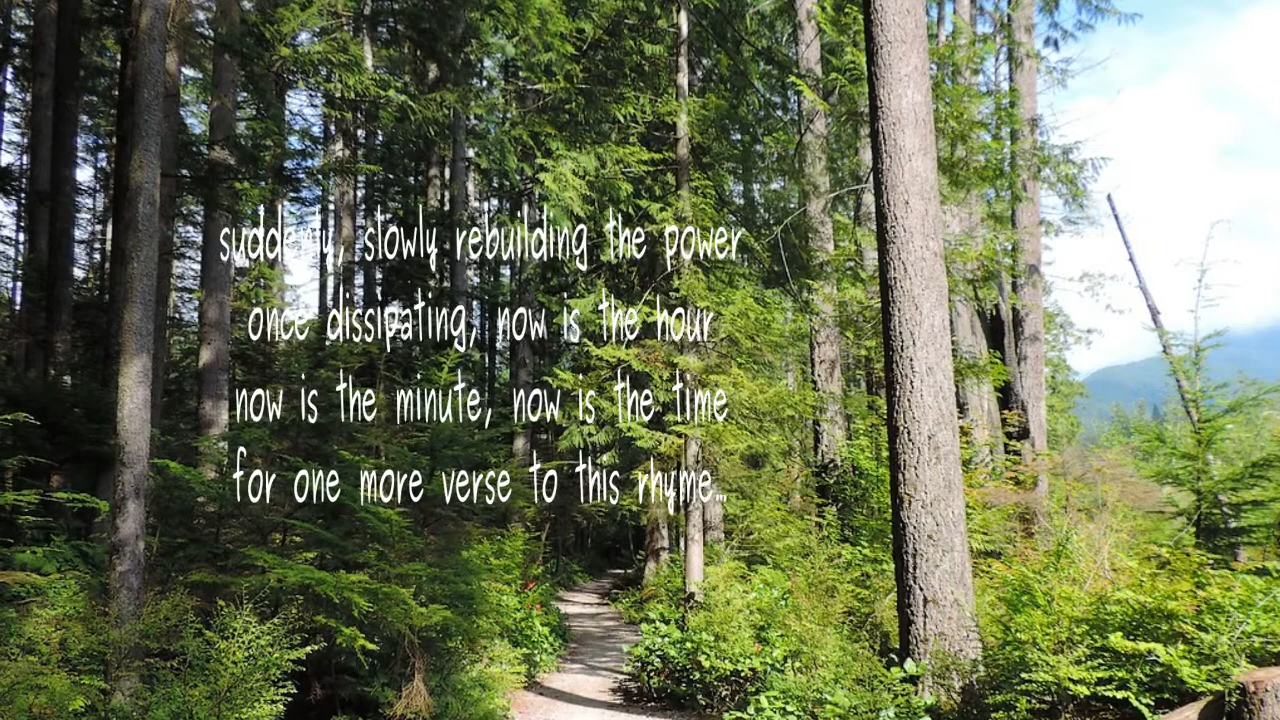 suddenly, slowly rebuilding the power
once dissipating, now is the hour
now is the minute, now is the time
for one more verse to this rhyme...